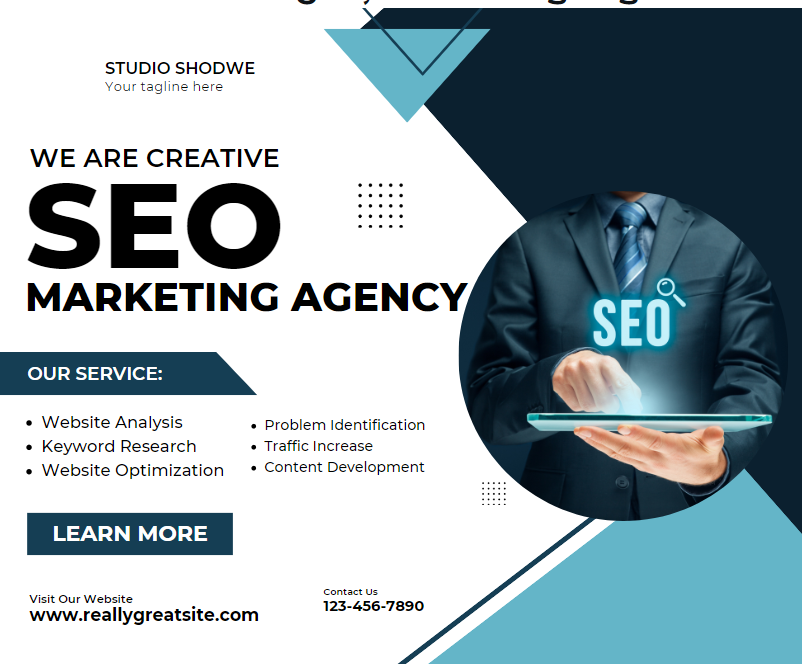 STUDIO SHODWE
Your tagline here
WE ARE CREATIVE
SEO
MARKETING AGENCY
SEO
OUR SERVICE:
Website Analysis
Keyword Research
Website Optimization
Problem Identification
Traffic Increase
Content Development
LEARN MORE
Visit Our Website
www.reallygreatsite.com
Contact Us
123-456-7890